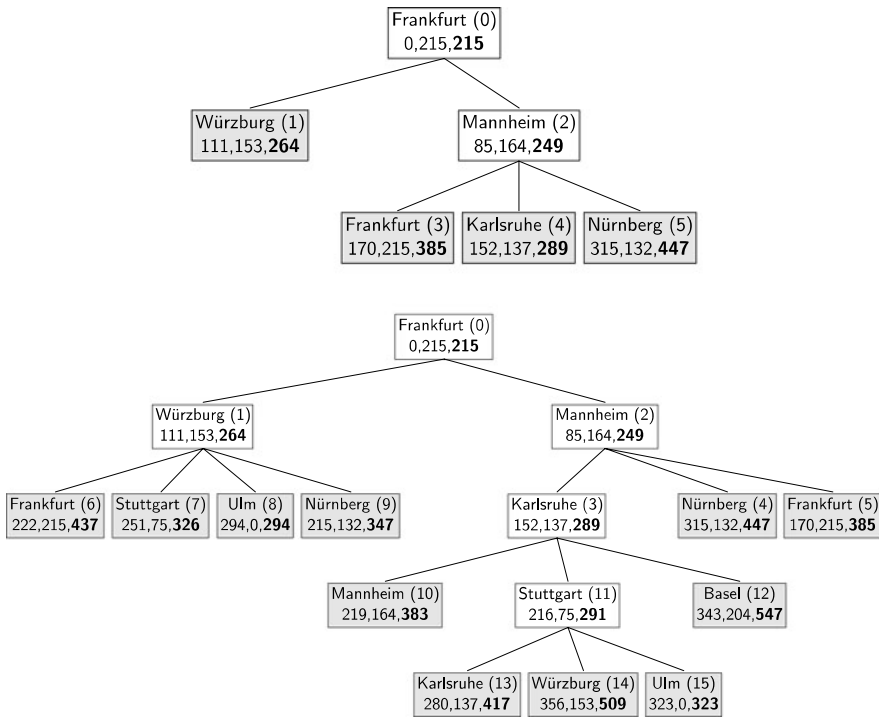 Frankfurt (0)
0,215,215
Würzburg (1)
111,153,264
Mannheim (2)
85,164,249
Frankfurt (3)
170,215,385
Karlsruhe (4)
152,137,289
Nürnberg (5)
315,132,447
Frankfurt (0)
0,215,215
Würzburg (1)
111,153,264
Mannheim (2)
85,164,249
Frankfurt (6)
222,215,437
Stuttgart (7)
251,75,326
Ulm (8)
294,0,294
Nürnberg (9)
215,132,347
Karlsruhe (3)
152,137,289
Nürnberg (4)
315,132,447
Frankfurt (5)
170,215,385
Mannheim (10)
219,164,383
Stuttgart (11)
216,75,291
Basel (12)
343,204,547
Karlsruhe (13)
280,137,417
Würzburg (14)
356,153,509
Ulm (15)
323,0,323